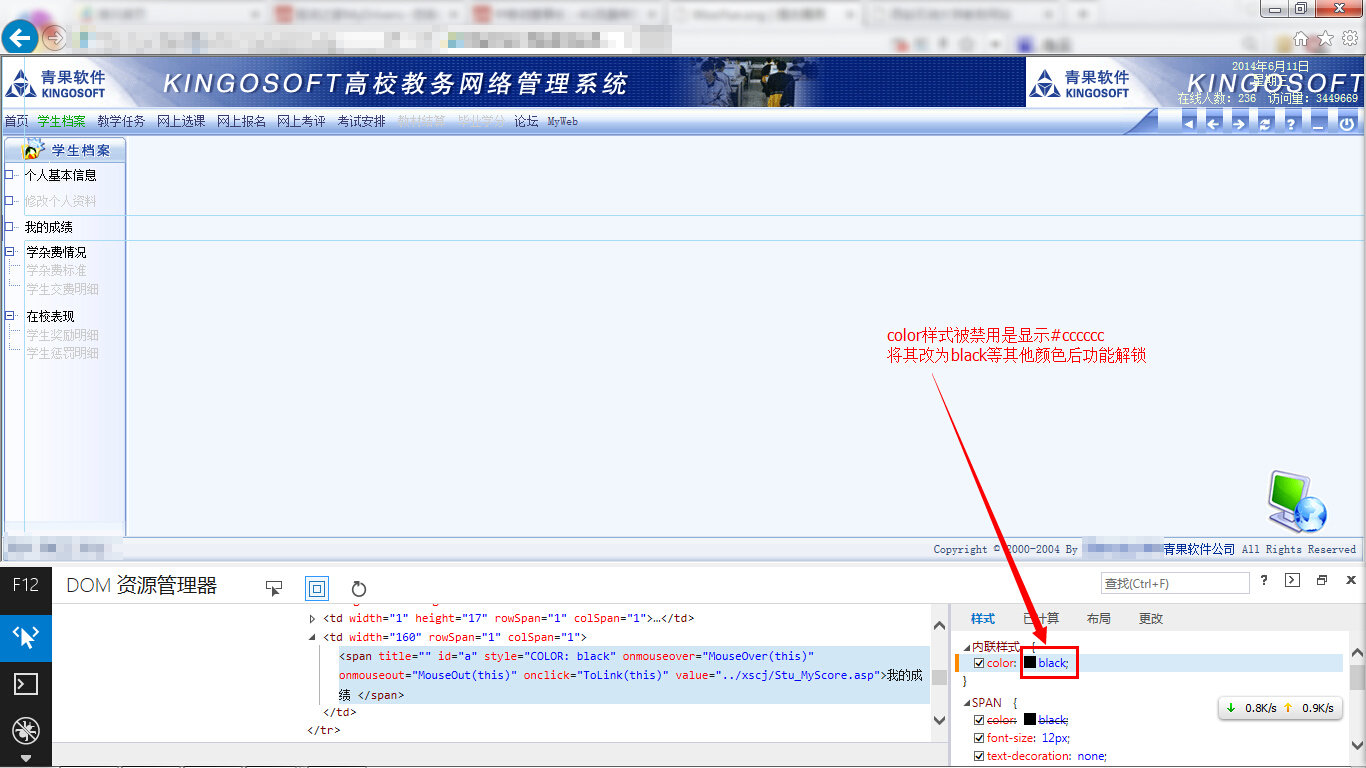 青果软件
KINGOSOFT
KINGOSOFT高校教务网络管理系统
青果软件
KINGOSOFT
KINGOSOFT
2014年6月11日
在线人数: 236 访问量: 3449669
首页 学生档案 教学任务 网上选课 网上报名 网上考评 考试安排 教材结算 毕业学分 论坛 MyWeb
学生档案
个人基本信息
修改个人资料
我的成绩
学杂费情况
学杂费标准
学生交费明细
在校表现
学生奖励明细
学生惩罚明细
color样式被禁用是显示#cccccc
将其改为black等其他颜色后功能解锁
Copyright © 2000-2004 By 青果软件公司 All Rights Reserved
F12 DOM 资源管理器
查找(Ctrl+F)
<td width="1" height="17" rowSpan="1" colSpan="1">…</td>
<td width="160" rowSpan="1" colSpan="1">
<span title="" id="a" style="COLOR: black" onmouseover="MouseOver(this)"
onmouseout="MouseOut(this)" onclick="ToLink(this)" value="../xscj/Stu_MyScore.asp">我的成
绩 </span>
</td>
</tr>
样式 已计算 布局 更改
内联样式 {
color: black;
}
SPAN {
color: black;
font-size: 12px;
text-decoration: none;
0.8K/s 0.9K/s